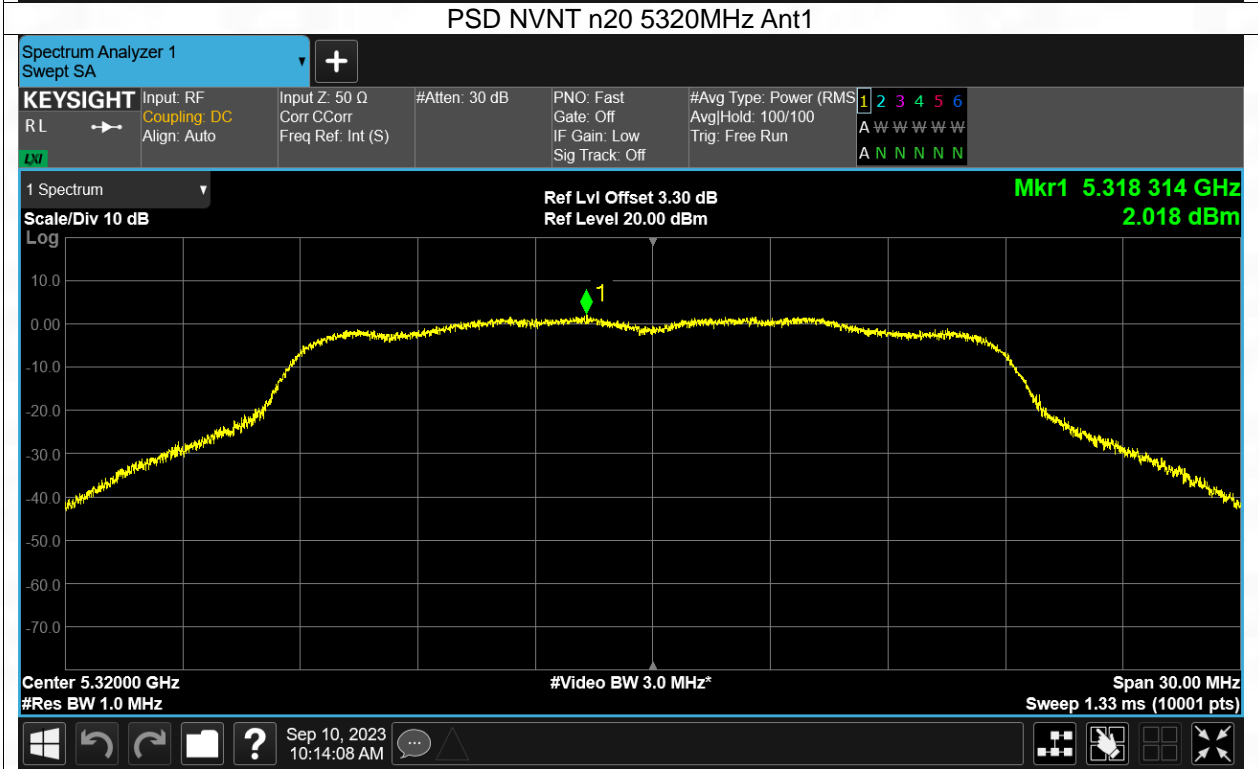 PSD NVNT n20 5320MHz Ant1
Spectrum Analyzer 1
Swept SA
KEYSIGHT
R L
LXI
Input: RF
Coupling: DC
Align: Auto
Input Z: 50 Ω
Corr CCorr
Freq Ref: Int (S)
#Atten: 30 dB
PNO: Fast
Gate: Off
IF Gain: Low
Sig Track: Off
#Avg Type: Power (RMS
Avg|Hold: 100/100
Trig: Free Run
1 2 3 4 5 6
A W W W W W
A N N N N N
1 Spectrum
Scale/Div 10 dB
Log
Ref Lvl Offset 3.30 dB
Ref Level 20.00 dBm
Mkr1 5.318 314 GHz
2.018 dBm
10.0
0.00
-10.0
-20.0
-30.0
-40.0
-50.0
-60.0
-70.0
1
Center 5.32000 GHz
#Res BW 1.0 MHz
#Video BW 3.0 MHz*
Span 30.00 MHz
Sweep 1.33 ms (10001 pts)
?
Sep 10, 2023
10:14:08 AM